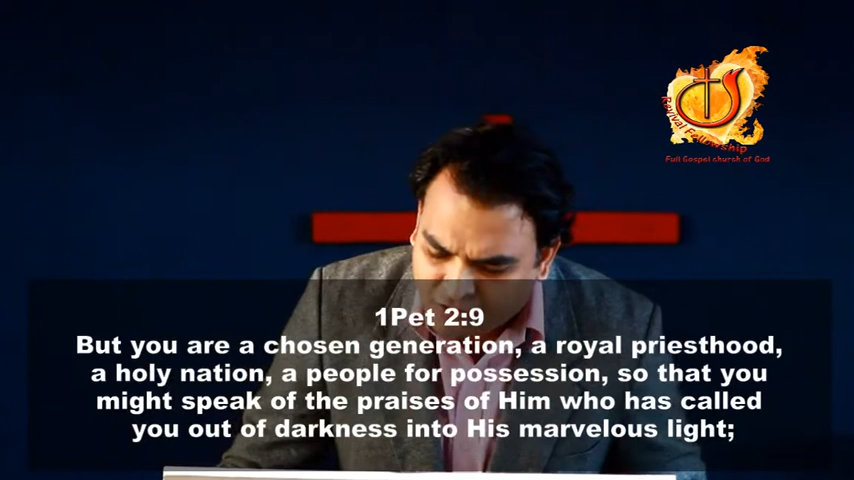 Revival Fellowship
Full Gospel church of God
1Pet 2:9
But you are a chosen generation, a royal priesthood,
a holy nation, a people for possession, so that you
might speak of the praises of Him who has called
you out of darkness into His marvelous light;